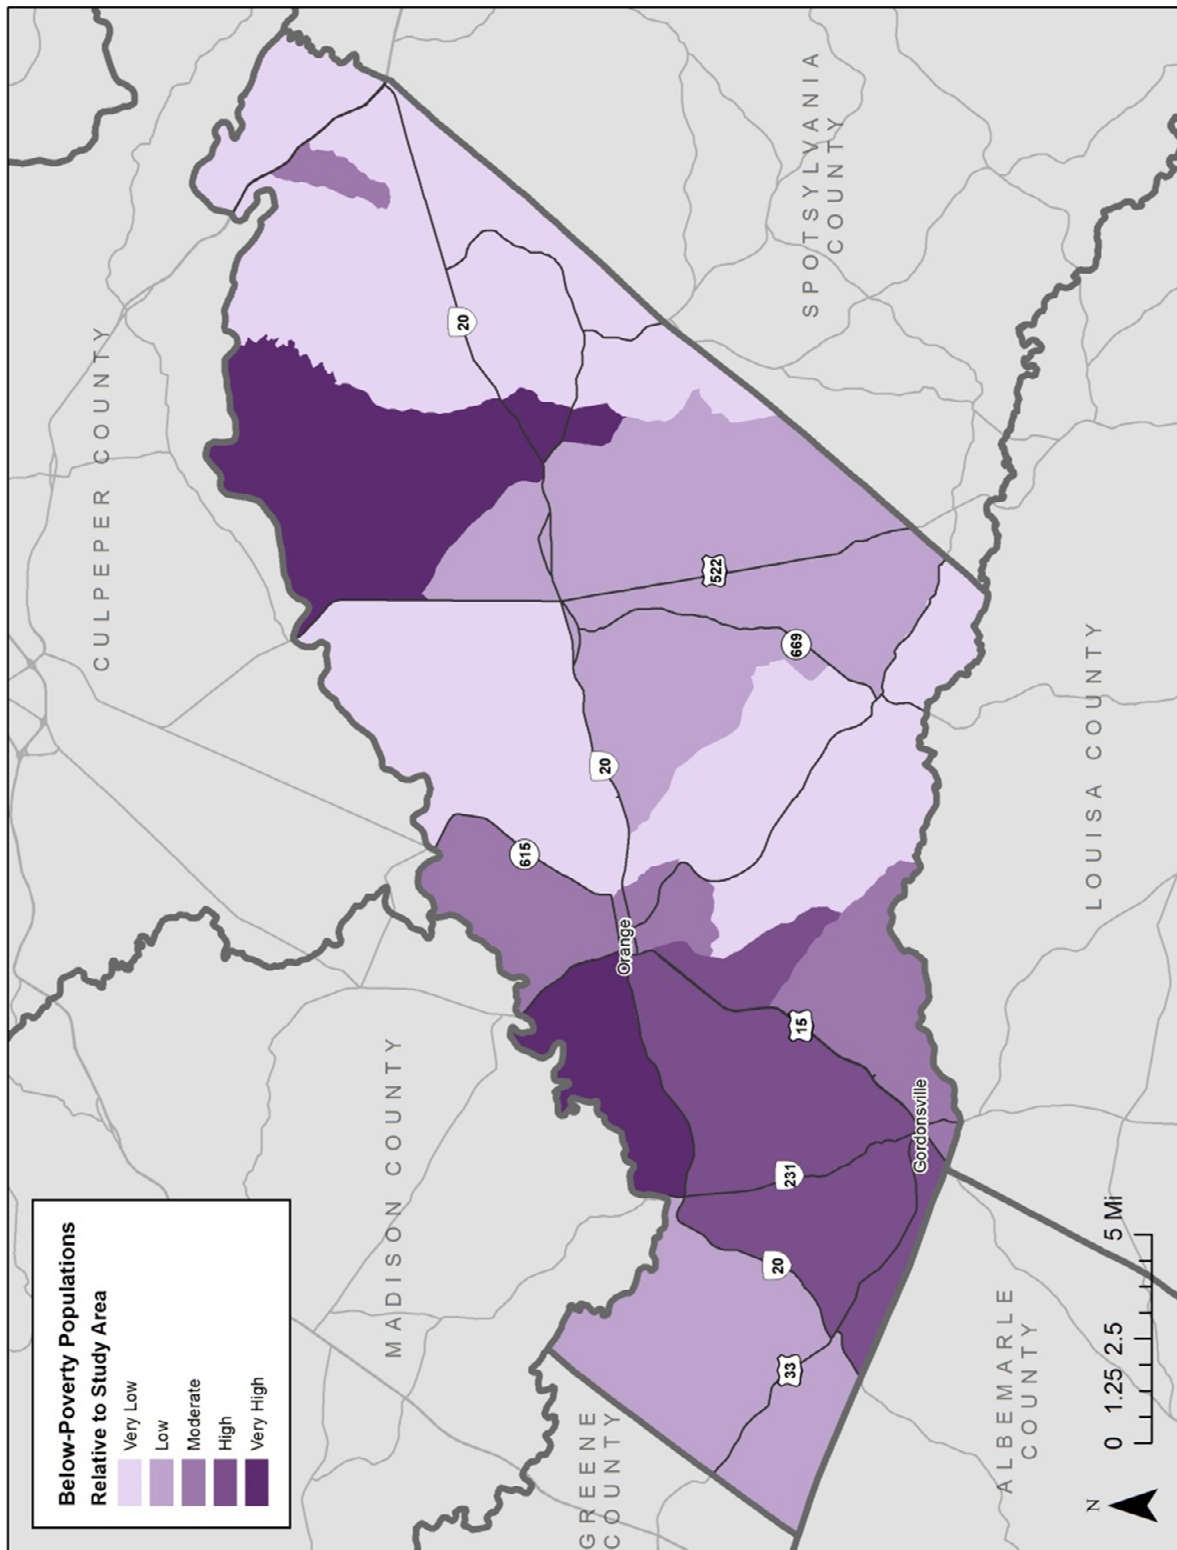 Below-Poverty Populations
Relative to Study Area
Very Low
Low
Moderate
High
Very High
CULPEPER COUNTY
MADISON COUNTY
GREENE
COUNTY
ALBEMARLE
COUNTY
LOUISA COUNTY
SPOTSYLVANIA
COUNTY
Orange
Gordonsville
20
615
20
522
669
15
231
20
33
N
0 1.25 2.5 5 Mi